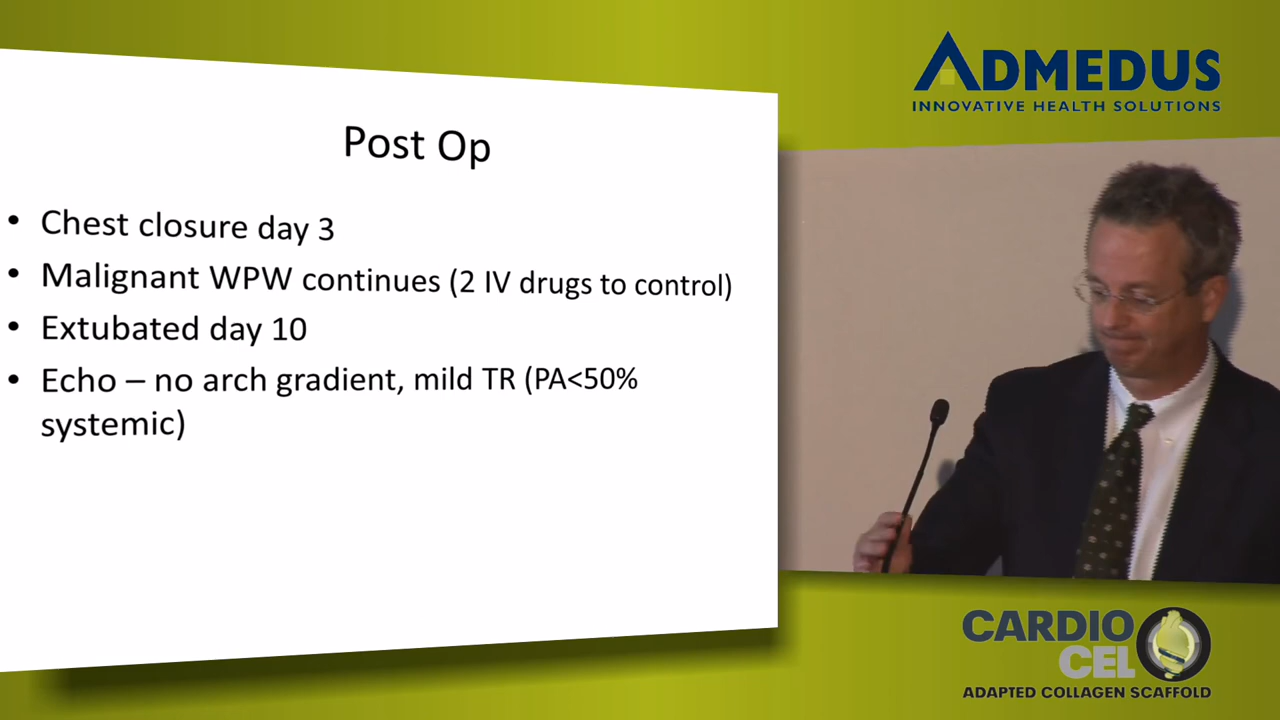 Post Op
• Chest closure day 3
• Malignant WPW continues (2 IV drugs to control)
• Extubated day 10
• Echo – no arch gradient, mild TR (PA<50%
systemic)
ADMEDUS
INNOVATIVE HEALTH SOLUTIONS
CARDIO
CEL
ADAPTED COLLAGEN SCAFFOLD